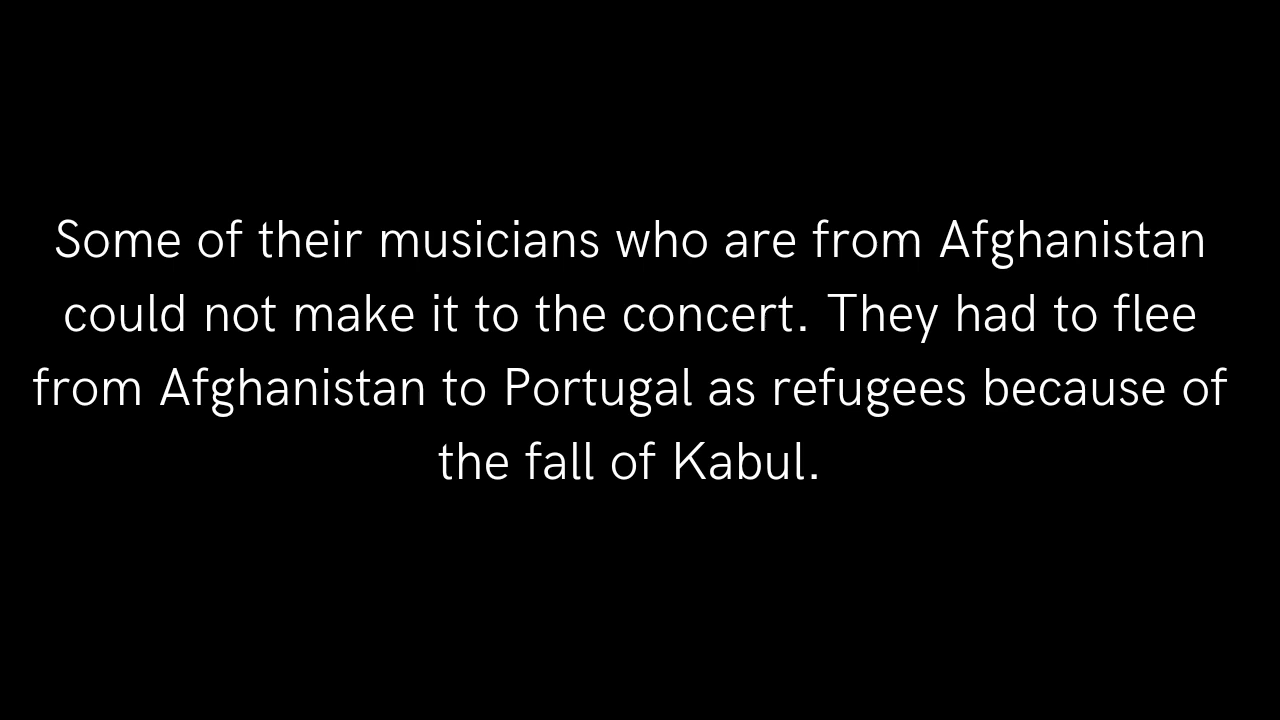 Some of their musicians who are from Afghanistan
could not make it to the concert. They had to flee
from Afghanistan to Portugal as refugees because of
the fall of Kabul.